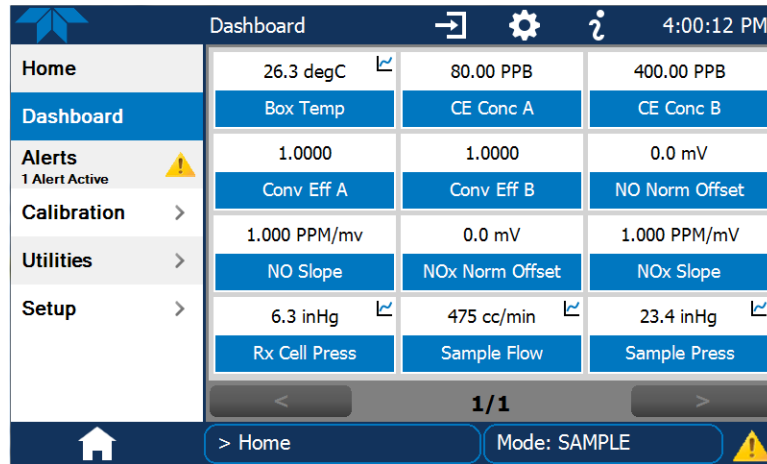 Dashboard
4:00:12 PM
Home
Dashboard
Alerts
1 Alert Active
Calibration >
Utilities >
Setup >
26.3 degC
Box Temp
80.00 PPB
CE Conc A
400.00 PPB
CE Conc B
1.0000
Conv Eff A
1.0000
Conv Eff B
0.0 mV
NO Norm Offset
1.000 PPM/mv
NO Slope
0.0 mV
NOx Norm Offset
1.000 PPM/mV
NOx Slope
6.3 inHg
Rx Cell Press
475 cc/min
Sample Flow
23.4 inHg
Sample Press
< 1/1 >
> Home
Mode: SAMPLE